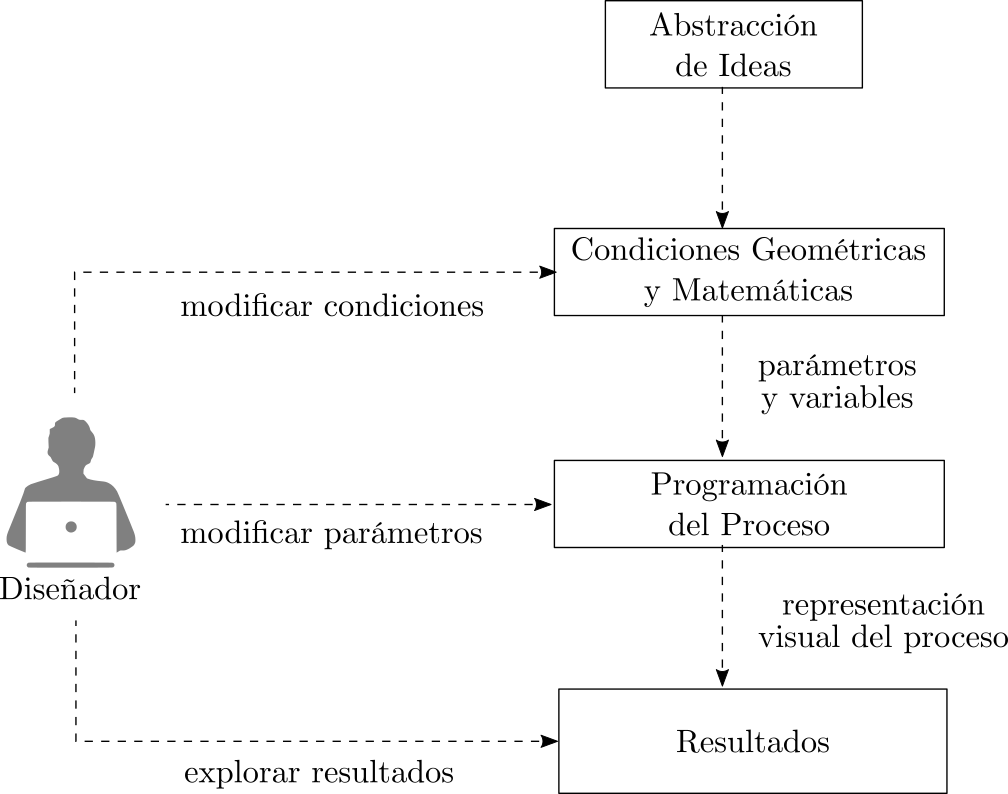 Abstracción
de Ideas
Condiciones Geométricas
y Matemáticas
modificar condiciones
parámetros
y variables
Programación
del Proceso
modificar parámetros
Diseñador
representación
visual del proceso
Resultados
explorar resultados